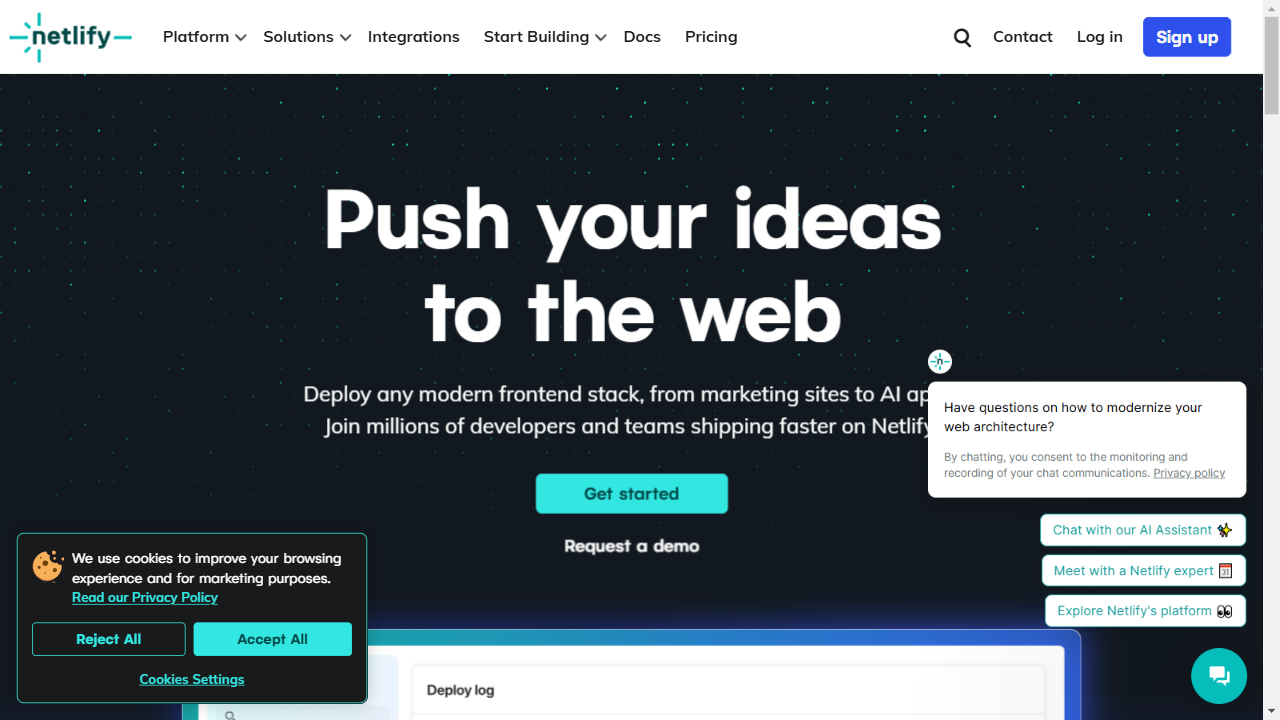 netlify
Platform
Solutions
Integrations
Start Building
Docs
Pricing
Contact
Log in
Sign up
Push your ideas
to the web
Deploy any modern frontend stack, from marketing sites to AI
Join millions of developers and teams shipping faster on Netlify
Get started
Request a demo
n
Have questions on how to modernize your
web architecture?
By chatting, you consent to the monitoring and
recording of your chat communications. Privacy policy
Chat with our AI Assistant
Meet with a Netlify expert
31
Explore Netlify's platform
We use cookies to improve your browsing
experience and for marketing purposes.
Read our Privacy Policy
Reject All
Accept All
Cookies Settings
Deploy log